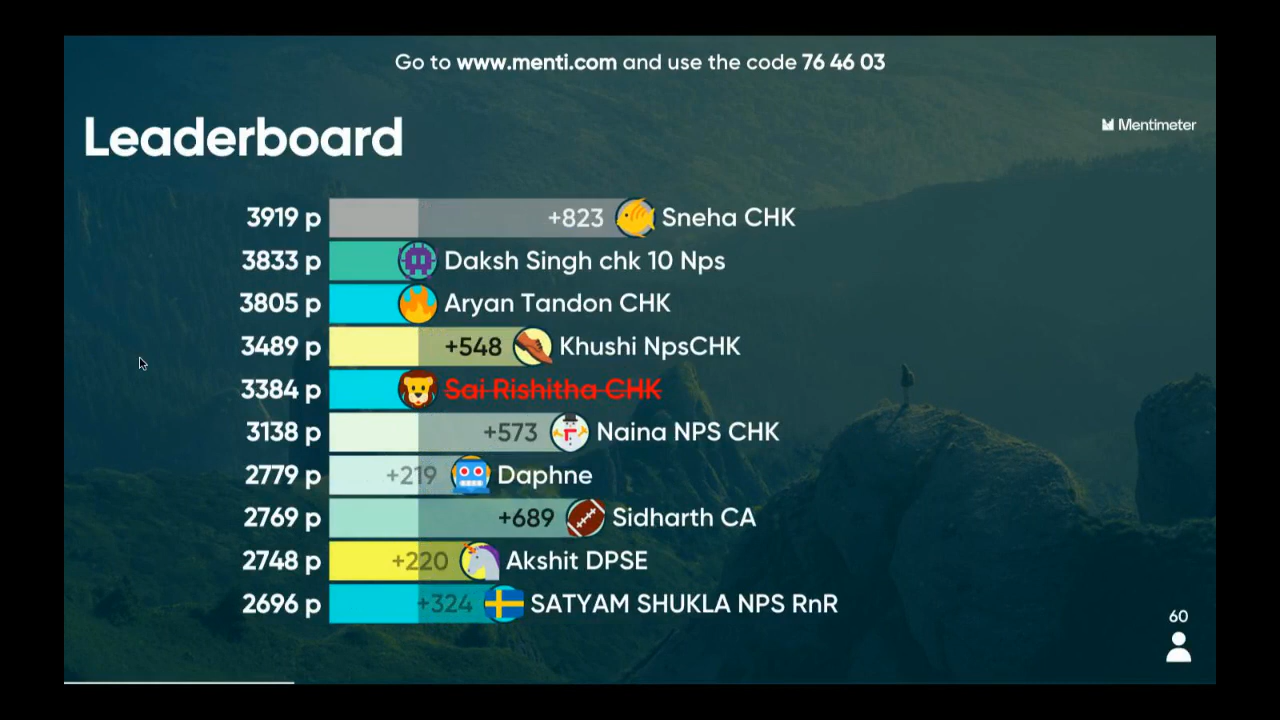 Go to www.menti.com and use the code 76 46 03
Leaderboard
Mentimeter
3919 p +823 Sneha CHK
3833 p Daksh Singh chk 10 Nps
3805 p Aryan Tandon CHK
3489 p +548 Khushi NpsCHK
3384 p Sai Rishitha CHK
3138 p +573 Naina NPS CHK
2779 p +219 Daphne
2769 p +689 Sidharth CA
2748 p +220 Akshit DPSE
2696 p +324 SATYAM SHUKLA NPS RnR
60